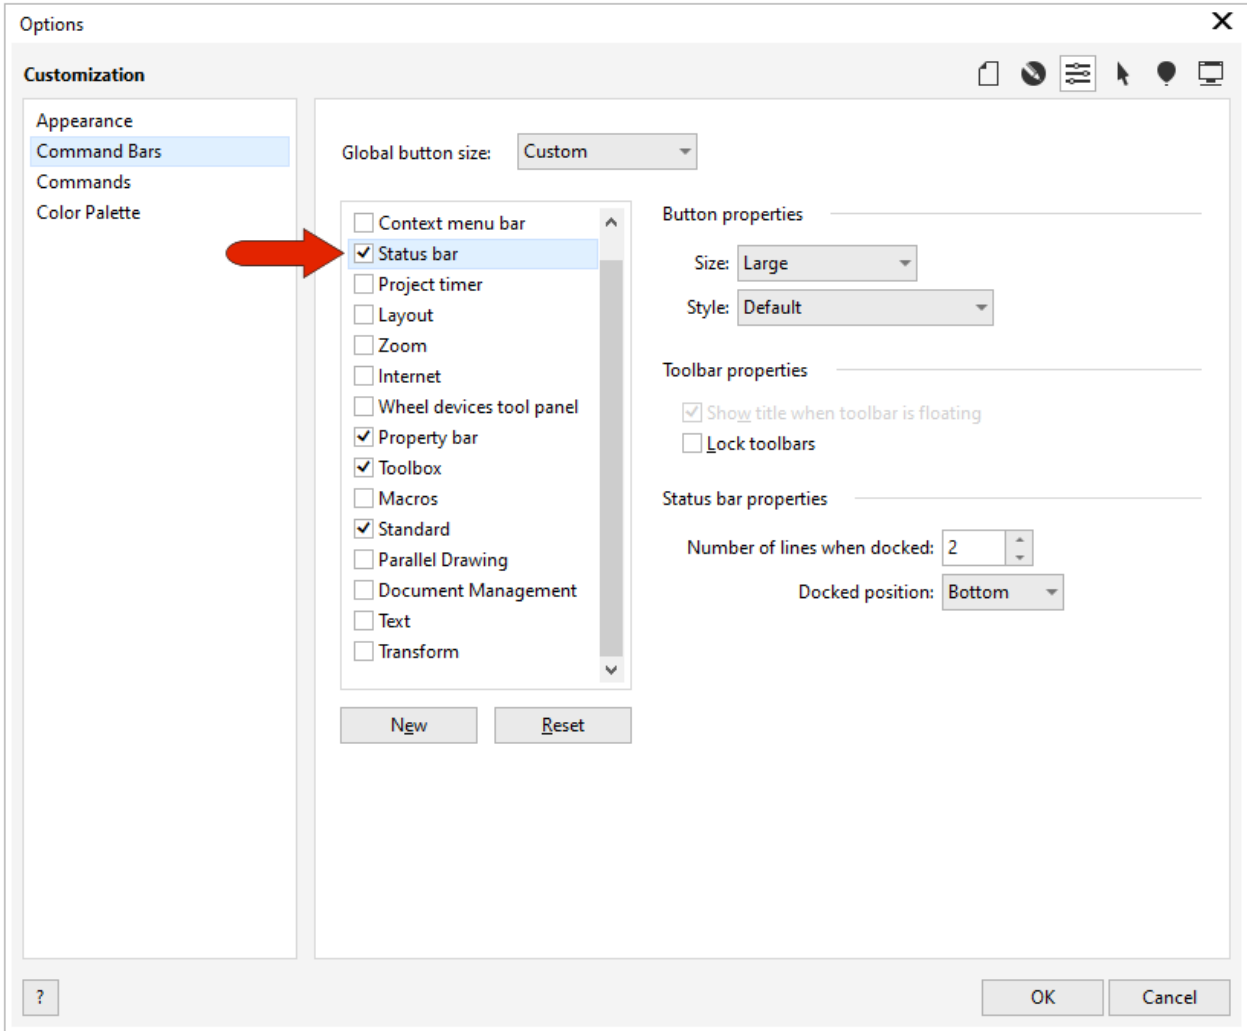 Options
Customization
Appearance
Command Bars
Commands
Color Palette
Global button size: Custom
Context menu bar
Status bar
Project timer
Layout
Zoom
Internet
Wheel devices tool panel
Property bar
Toolbox
Macros
Standard
Parallel Drawing
Document Management
Text
Transform
New Reset
Button properties
Size: Large
Style: Default
Toolbar properties
Show title when toolbar is floating
Lock toolbars
Status bar properties
Number of lines when docked: 2
Docked position: Bottom
? OK Cancel